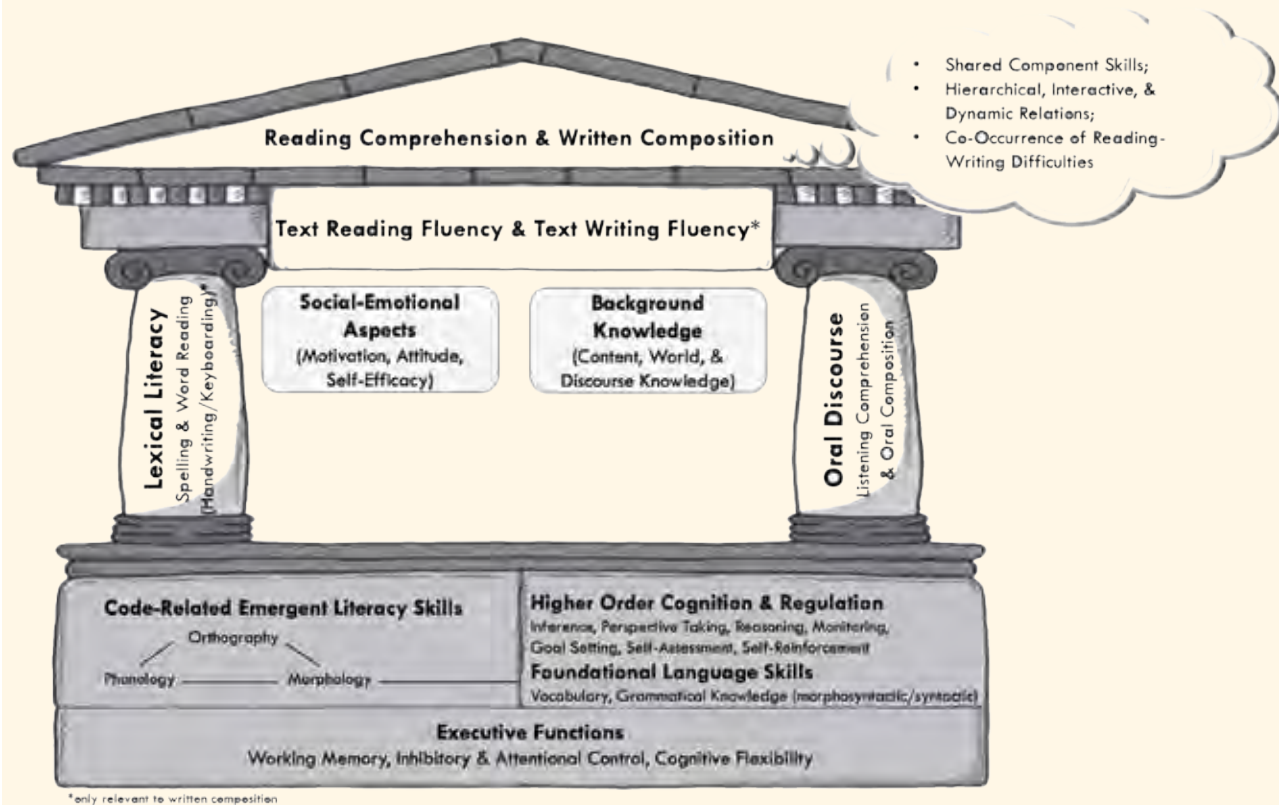 • Shared Component Skills;
• Hierarchical, Interactive, &
Dynamic Relations;
• Co-Occurrence of Reading-
Writing Difficulties
Reading Comprehension & Written Composition
Text Reading Fluency & Text Writing Fluency*
Lexical Literacy
Spelling & Word Reading
(Handwriting/Keyboarding)*
Social-Emotional
Aspects
(Motivation, Attitude,
Self-Efficacy)
Background
Knowledge
(Content, World, &
Discourse Knowledge)
Oral Discourse
Listening Comprehension
& Oral Composition
Code-Related Emergent Literacy Skills
Orthography
Phonology
Morphology
Higher Order Cognition & Regulation
Inference, Perspective Taking, Reasoning, Monitoring,
Goal Setting, Self-Assessment, Self-Reinforcement
Foundational Language Skills
Vocabulary, Grammatical Knowledge (morphosyntactic/syntactic)
Executive Functions
Working Memory, Inhibitory & Attentional Control, Cognitive Flexibility
*only relevant to written composition